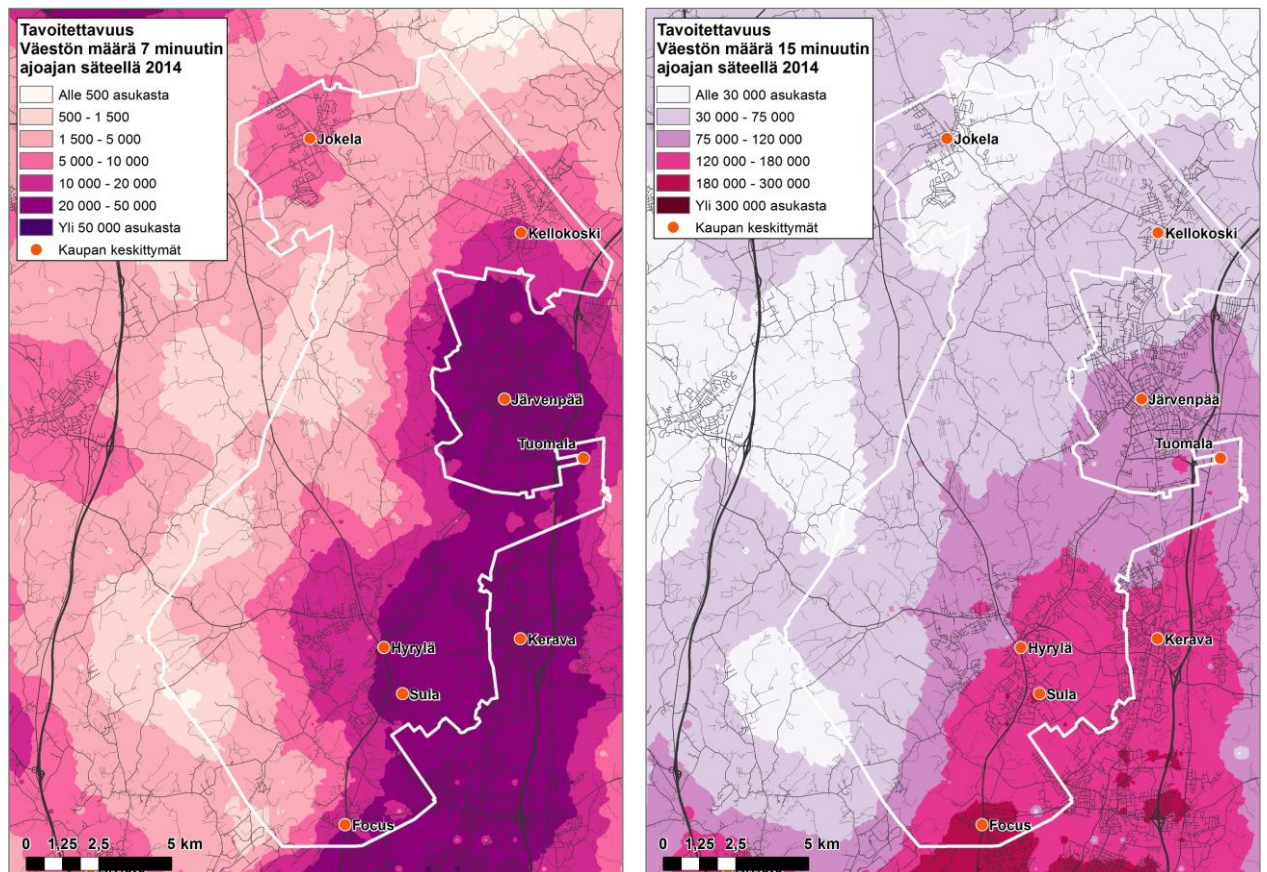 Tavoitettavuus
Väestön määrä 7 minuutin
ajoajan säteellä 2014
Alle 500 asukasta
500 - 1 500
1 500 - 5 000
5 000 - 10 000
10 000 - 20 000
20 000 - 50 000
Yli 50 000 asukasta
Kaupan keskittymät
Jokela
Kellokoski
Järvenpää
Tuomala
Hyrylä
Kerava
Sula
Focus
0 1,25 2,5 5 km
Tavoitettavuus
Väestön määrä 15 minuutin
ajoajan säteellä 2014
Alle 30 000 asukasta
30 000 - 75 000
75 000 - 120 000
120 000 - 180 000
180 000 - 300 000
Yli 300 000 asukasta
Kaupan keskittymät
Jokela
Kellokoski
Järvenpää
Tuomala
Hyrylä
Kerava
Sula
Focus
0 1,25 2,5 5 km